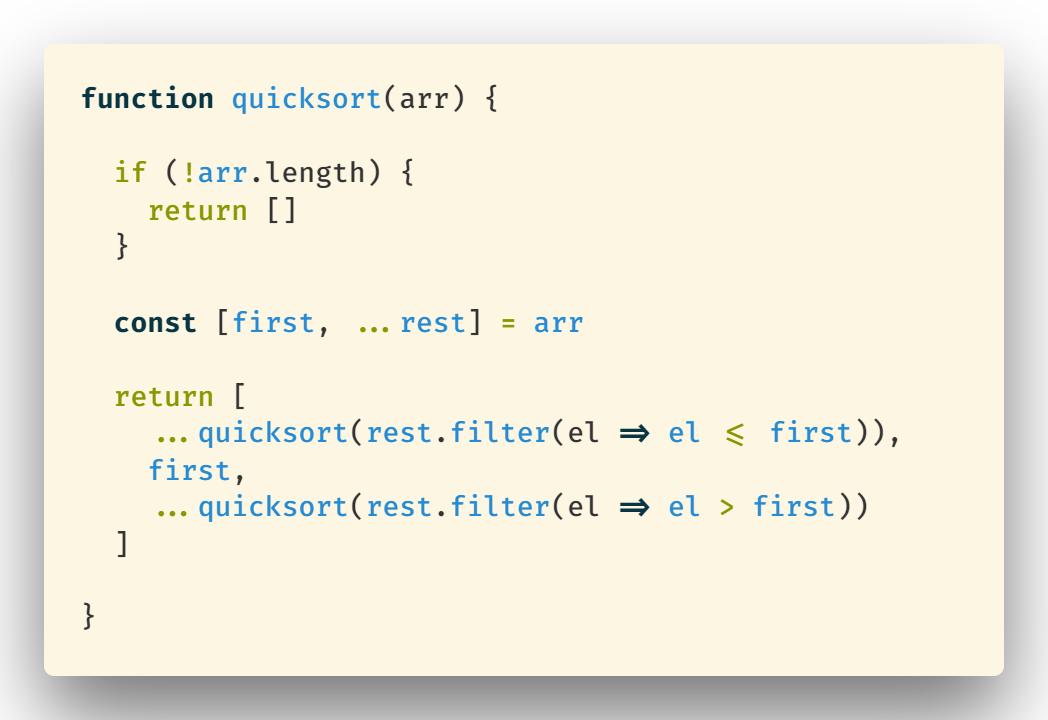 function quicksort(arr) {
  if (!arr.length) {
    return []
  }
  const [first, ...rest] = arr
  return [
    ...quicksort(rest.filter(el => el <= first)),
    first,
    ...quicksort(rest.filter(el => el > first))
  ]
}